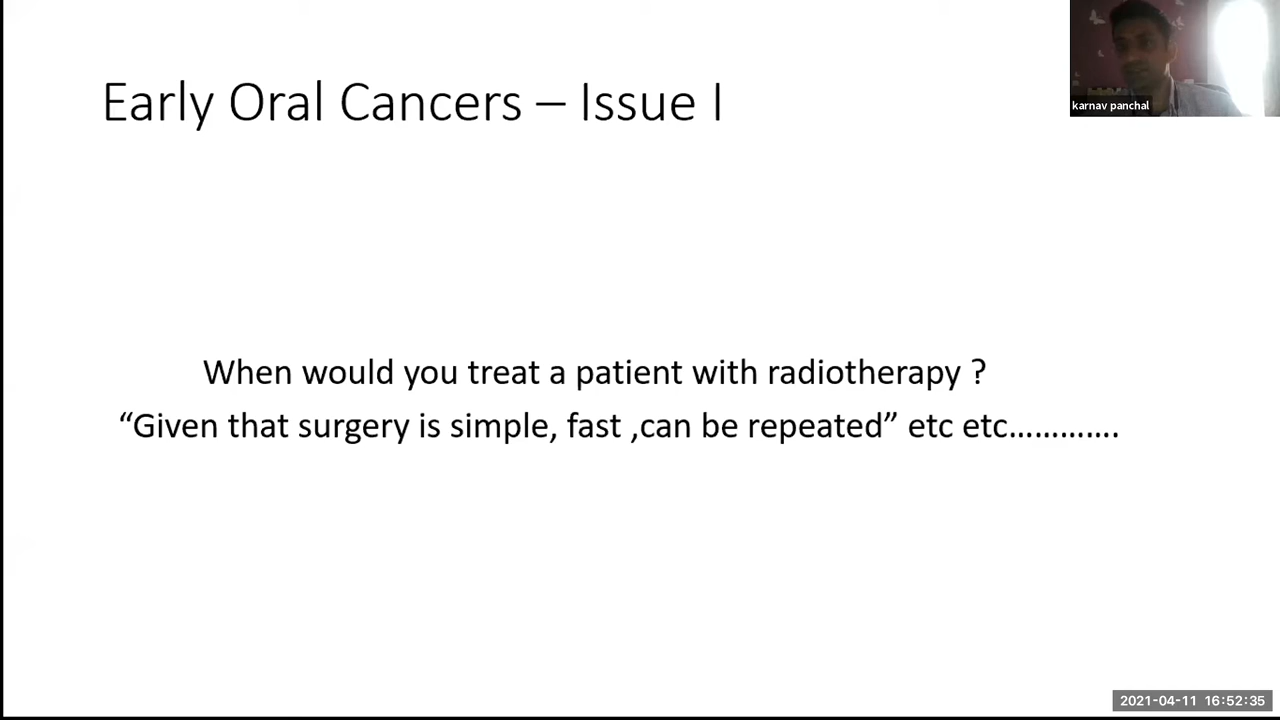 Early Oral Cancers – Issue I
karnav panchal
When would you treat a patient with radiotherapy ?
“Given that surgery is simple, fast ,can be repeated” etc etc………….
2021-04-11 16:52:35